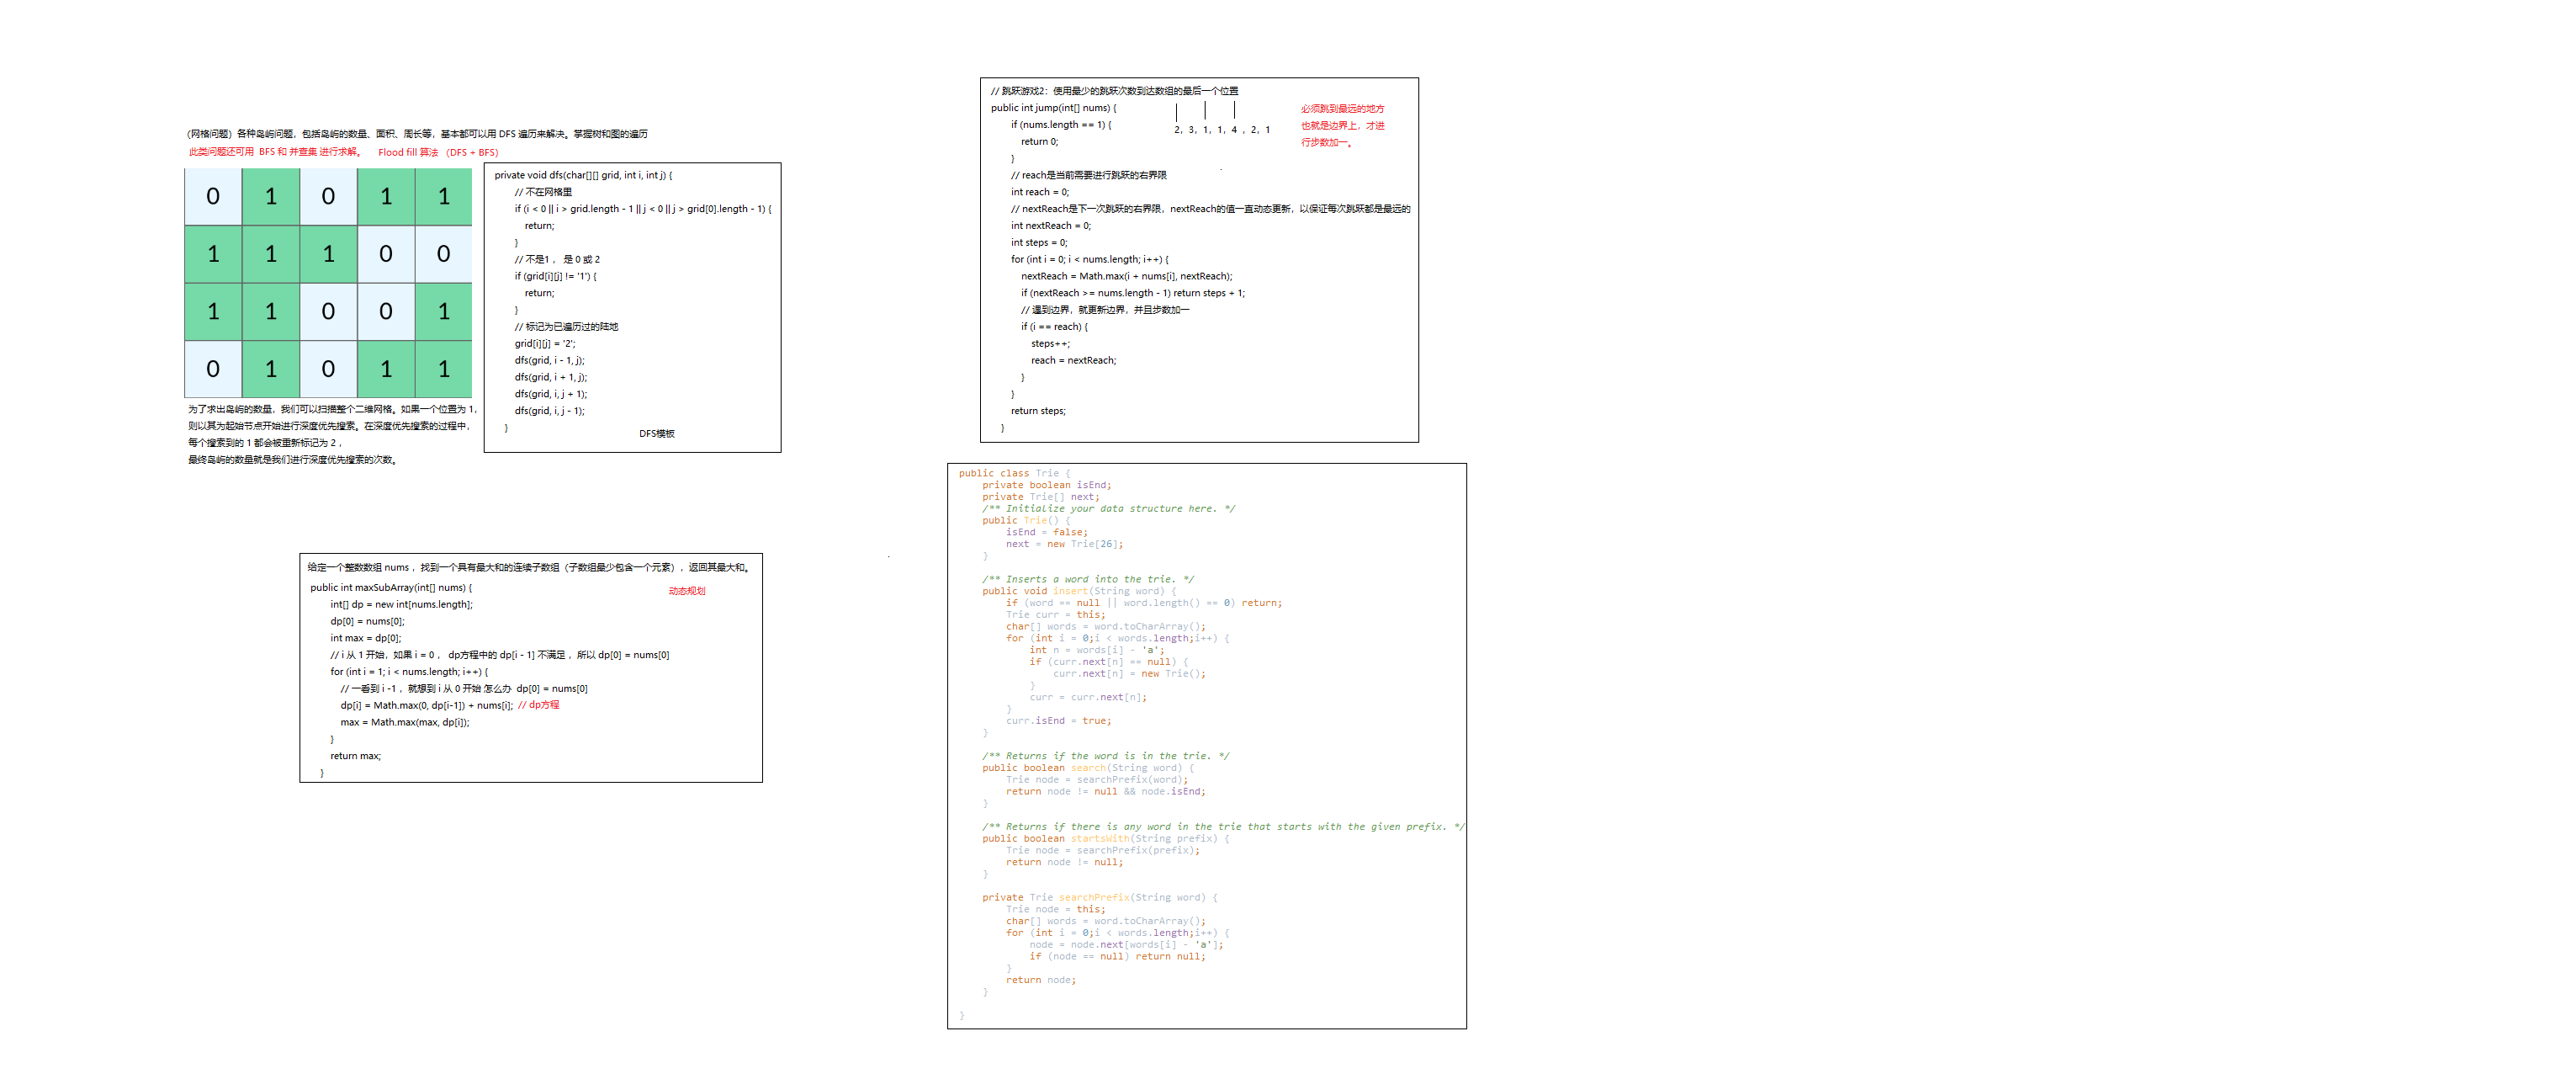 (网格问题) 各种岛屿问题，包括岛屿的数量、面积、周长等，基本都可以用 DFS 遍历来解决。掌握树和图的遍历
此类问题还可用 BFS 和 并查集 进行求解。 Flood fill 算法 （DFS + BFS）
0 1 0 1 1
1 1 1 0 0
1 1 0 0 1
0 1 0 1 1
为了求出岛屿的数量，我们可以扫描整个二维网格。如果一个位置为 1，
则以其为起始节点开始进行深度优先搜索。在深度优先搜索的过程中，
每个搜索到的 1 都会被重新标记为 2 ，
最终岛屿的数量就是我们进行深度优先搜索的次数。
private void dfs(char[][] grid, int i, int j) {
// 不在网格里
if (i < 0 || i > grid.length - 1 || j < 0 || j > grid[0].length - 1) {
return;
}
// 不是1 ， 是 0 或 2
if (grid[i][j] != '1') {
return;
}
// 标记为已遍历过的陆地
grid[i][j] = '2';
dfs(grid, i - 1, j);
dfs(grid, i + 1, j);
dfs(grid, i, j + 1);
dfs(grid, i, j - 1);
}
DFS模板
给定一个整数数组 nums ，找到一个具有最大和的连续子数组（子数组最少包含一个元素），返回其最大和。
public int maxSubArray(int[] nums) {
动态规划
int[] dp = new int[nums.length];
dp[0] = nums[0];
int max = dp[0];
// i 从 1 开始，如果 i = 0 ， dp方程中的 dp[i - 1] 不满足 ，所以 dp[0] = nums[0]
for (int i = 1; i < nums.length; i++) {
// 一看到 i -1 ，就想到 i 从 0 开始 怎么办 dp[0] = nums[0]
dp[i] = Math.max(0, dp[i-1]) + nums[i]; // dp方程
max = Math.max(max, dp[i]);
}
return max;
}
// 跳跃游戏2：使用最少的跳跃次数到达数组的最后一个位置
public int jump(int[] nums) {
2，3，1，1，4 ，2，1
必须跳到最远的地方
也就是边界上，才进
行步数加一。
if (nums.length == 1) {
return 0;
}
// reach是当前需要进行跳跃的右界限
int reach = 0;
// nextReach是下一次跳跃的右界限，nextReach的值一直动态更新，以保证每次跳跃都是最远的
int nextReach = 0;
int steps = 0;
for (int i = 0; i < nums.length; i++) {
nextReach = Math.max(i + nums[i], nextReach);
if (nextReach >= nums.length - 1) return steps + 1;
// 遇到边界，就更新边界，并且步数加一
if (i == reach) {
steps++;
reach = nextReach;
}
}
return steps;
}
public class Trie {
private boolean isEnd;
private Trie[] next;
/** Initialize your data structure here. */
public Trie() {
isEnd = false;
next = new Trie[26];
}
/** Inserts a word into the trie. */
public void insert(String word) {
if (word == null || word.length() == 0) return;
Trie curr = this;
char[] words = word.toCharArray();
for (int i = 0;i < words.length;i++) {
int n = words[i] - 'a';
if (curr.next[n] == null) {
curr.next[n] = new Trie();
}
curr = curr.next[n];
}
curr.isEnd = true;
}
/** Returns if the word is in the trie. */
public boolean search(String word) {
Trie node = searchPrefix(word);
return node != null && node.isEnd;
}
/** Returns if there is any word in the trie that starts with the given prefix. */
public boolean startsWith(String prefix) {
Trie node = searchPrefix(prefix);
return node != null;
}
private Trie searchPrefix(String word) {
Trie node = this;
char[] words = word.toCharArray();
for (int i = 0;i < words.length;i++) {
node = node.next[words[i] - 'a'];
if (node == null) return null;
}
return node;
}
}